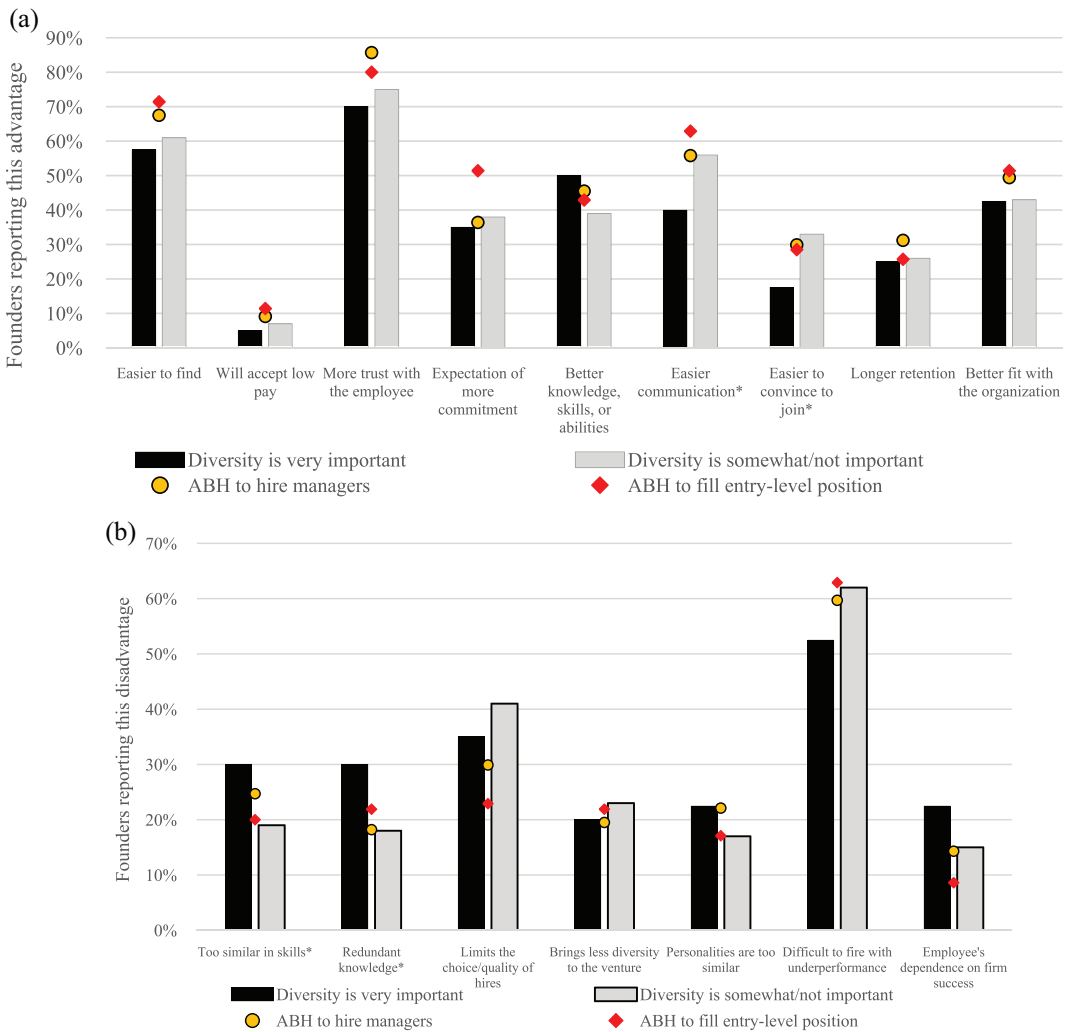 (a)
Founders reporting this advantage
90%
80%
70%
60%
50%
40%
30%
20%
10%
0%
Easier to find
Will accept low
pay
More trust with
the employee
Expectation of
more
commitment
Better
knowledge,
skills, or
abilities
Easier
communication*
Easier to
convince to
join*
Longer retention
Better fit with
the organization
Diversity is very important
Diversity is somewhat/not important
ABH to hire managers
ABH to fill entry-level position
(b)
Founders reporting this disadvantage
70%
60%
50%
40%
30%
20%
10%
0%
Too similar in skills*
Redundant
knowledge*
Limits the
choice/quality of
hires
Brings less diversity
to the venture
Personalities are too
similar
Difficult to fire with
underperformance
Employee's
dependence on firm
success
Diversity is very important
Diversity is somewhat/not important
ABH to hire managers
ABH to fill entry-level position